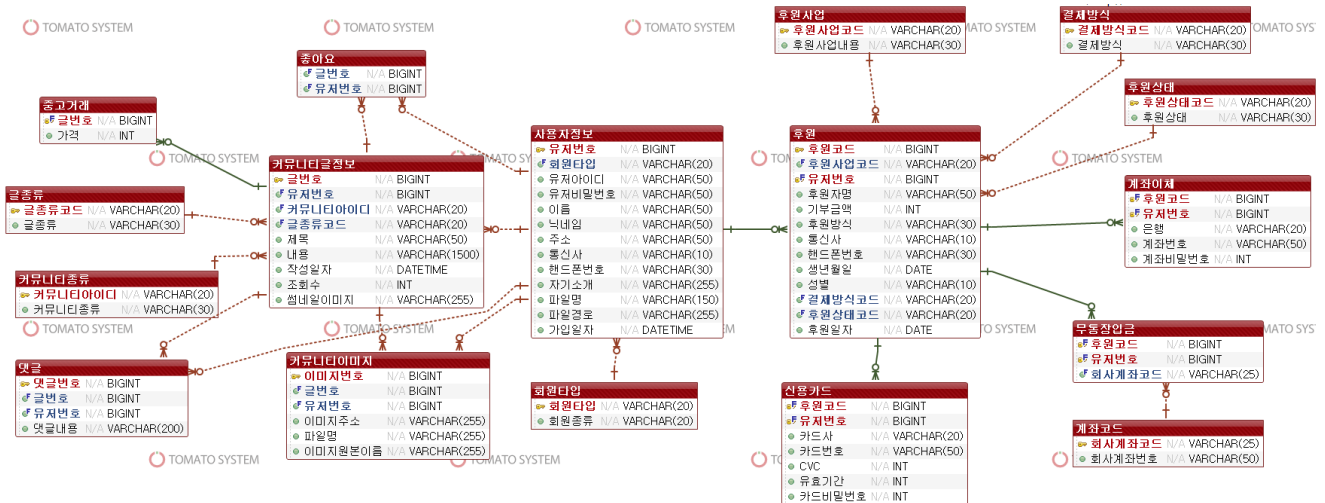 TOMATO SYSTEM
TOMATO SYSTEM
TOMATO SYSTEM
TOMATO SYSTEM
TOMATO SYSTEM
후원사업
후원사업코드 N/A VARCHAR(20)
후원사업내용 N/A VARCHAR(30)
결제방식
결제방식코드 N/A VARCHAR(20)
결제방식 N/A VARCHAR(30)
좋아요
글번호 N/A BIGINT
유저번호 N/A BIGINT
후원상태
후원상태코드 N/A VARCHAR(20)
후원상태 N/A VARCHAR(30)
중고거래
글번호 N/A BIGINT
가격 N/A INT
사용자정보
유저번호 N/A BIGINT
회원타입 N/A VARCHAR(20)
유저아이디 N/A VARCHAR(50)
유저비밀번호 N/A VARCHAR(50)
이름 N/A VARCHAR(50)
닉네임 N/A VARCHAR(50)
주소 N/A VARCHAR(50)
통신사 N/A VARCHAR(10)
핸드폰번호 N/A VARCHAR(30)
자기소개 N/A VARCHAR(255)
파일명 N/A VARCHAR(150)
파일경로 N/A VARCHAR(255)
가입일자 N/A DATETIME
후원
후원코드 N/A BIGINT
후원사업코드 N/A VARCHAR(20)
유저번호 N/A BIGINT
후원자명 N/A VARCHAR(50)
기부금액 N/A INT
후원방식 N/A VARCHAR(30)
통신사 N/A VARCHAR(10)
핸드폰번호 N/A VARCHAR(30)
생년월일 N/A DATE
성별 N/A VARCHAR(10)
결제방식코드 N/A VARCHAR(20)
후원상태코드 N/A VARCHAR(20)
후원일자 N/A DATE
TOMATO SYSTEM
TOMATO SYSTEM
커뮤니티글정보
글번호 N/A BIGINT
유저번호 N/A BIGINT
커뮤니티아이디 N/A VARCHAR(20)
글종류코드 N/A VARCHAR(20)
제목 N/A VARCHAR(50)
내용 N/A VARCHAR(1500)
작성일자 N/A DATETIME
조회수 N/A INT
썸네일이미지 N/A VARCHAR(255)
계좌이체
후원코드 N/A BIGINT
유저번호 N/A BIGINT
은행 N/A VARCHAR(20)
계좌번호 N/A VARCHAR(50)
계좌비밀번호 N/A INT
글종류
글종류코드 N/A VARCHAR(20)
글종류 N/A VARCHAR(30)
커뮤니티종류
커뮤니티아이디 N/A VARCHAR(20)
커뮤니티종류 N/A VARCHAR(30)
TOMATO SYSTEM
TOMATO SYSTEM
무통장입금
후원코드 N/A BIGINT
유저번호 N/A BIGINT
회사계좌코드 N/A VARCHAR(25)
댓글
댓글번호 N/A BIGINT
글번호 N/A BIGINT
유저번호 N/A BIGINT
댓글내용 N/A VARCHAR(200)
커뮤니티이미지
이미지번호 N/A BIGINT
글번호 N/A BIGINT
유저번호 N/A BIGINT
이미지주소 N/A VARCHAR(255)
파일명 N/A VARCHAR(255)
이미지원본이름 N/A VARCHAR(255)
회원타입
회원타입 N/A VARCHAR(20)
회원종류 N/A VARCHAR(20)
신용카드
후원코드 N/A BIGINT
유저번호 N/A BIGINT
카드사 N/A VARCHAR(20)
카드번호 N/A VARCHAR(50)
CVC N/A INT
유효기간 N/A INT
카드비밀번호 N/A INT
계좌코드
회사계좌코드 N/A VARCHAR(25)
회사계좌번호 N/A VARCHAR(50)
TOMATO SYSTEM
TOMATO SYSTEM